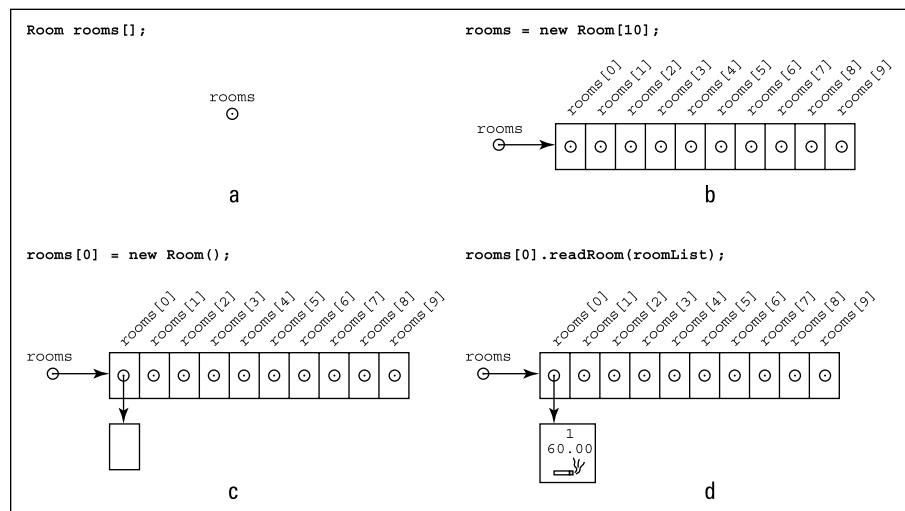 Room rooms[];
rooms
a
rooms = new Room[10];
rooms[0] rooms[1] rooms[2] rooms[3] rooms[4] rooms[5] rooms[6] rooms[7] rooms[8] rooms[9]
rooms
b
rooms[0] = new Room();
rooms[0] rooms[1] rooms[2] rooms[3] rooms[4] rooms[5] rooms[6] rooms[7] rooms[8] rooms[9]
rooms
c
rooms[0].readRoom(roomList);
rooms[0] rooms[1] rooms[2] rooms[3] rooms[4] rooms[5] rooms[6] rooms[7] rooms[8] rooms[9]
rooms
1
60.00
d